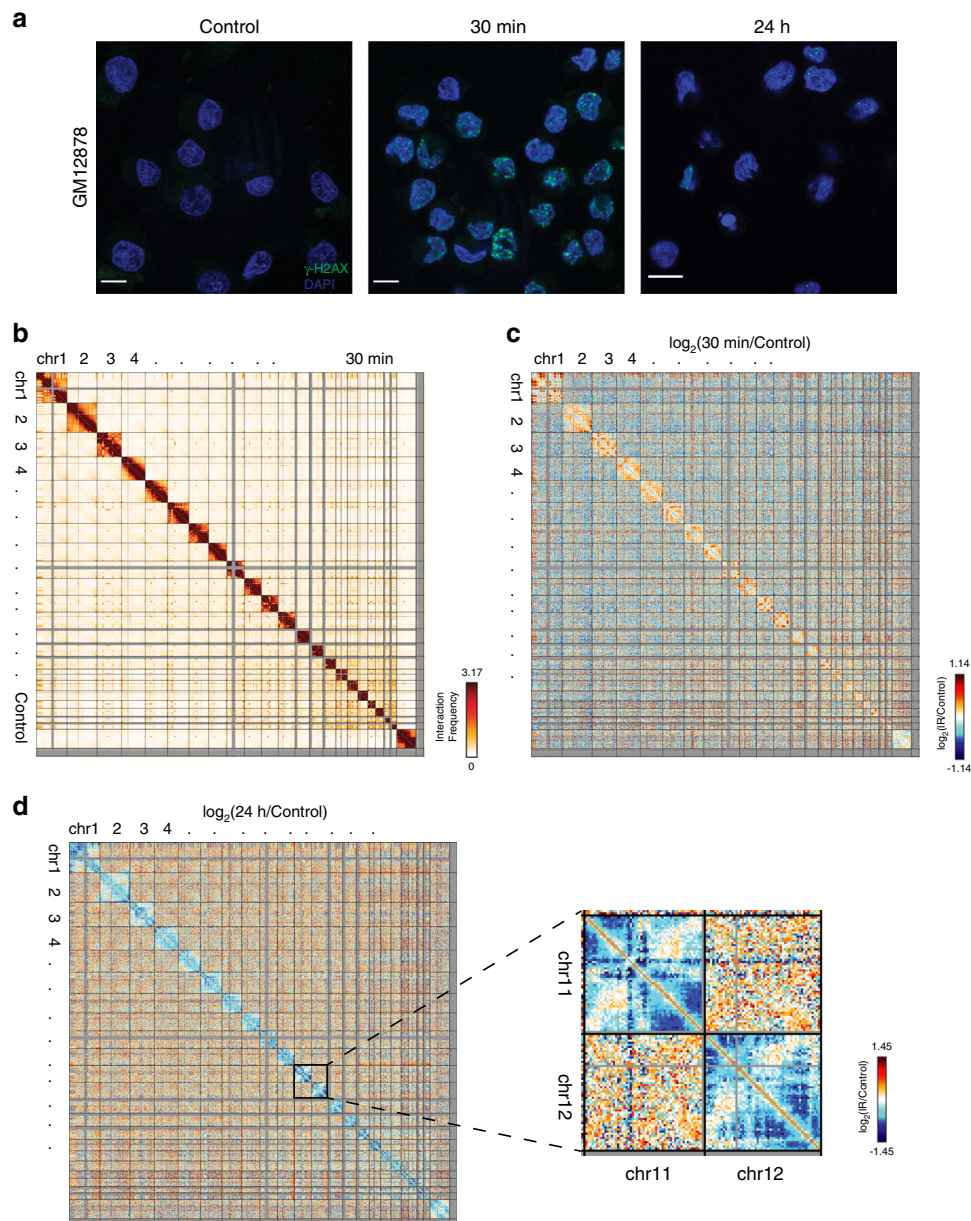 a
Control
30 min
24 h
GM12878
γ-H2AX
DAPI
b
chr1 2 3 4 . . . . . . 30 min
chr1
2
3
4
.
.
.
.
.
.
.
Control
Interaction
Frequency
3.17
0
c
log2(30 min/Control)
chr1 2 3 4 . . . . . .
chr1
2
3
4
.
.
.
.
.
.
.
log2(IR/Control)
1.14
-1.14
d
log2(24 h/Control)
chr1 2 3 4 . . . . . . . . .
chr1
2
3
4
.
.
.
.
.
.
.
chr11
chr12
chr11 chr12
log2(IR/Control)
1.45
-1.45